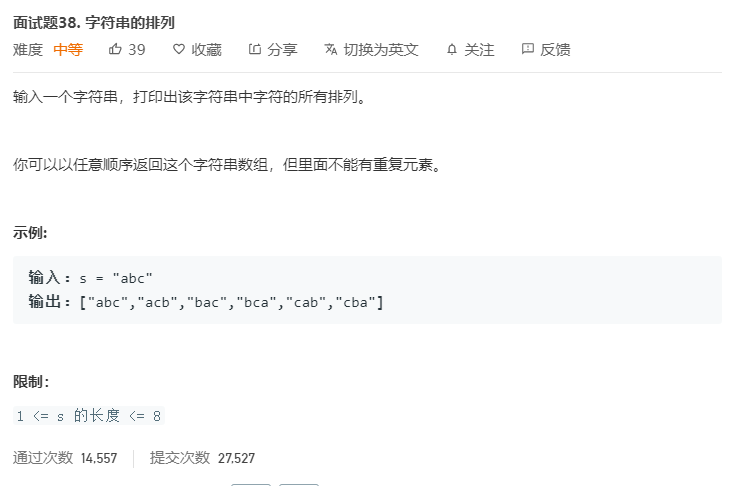 面试题38. 字符串的排列
难度 中等 39 收藏 分享 切换为英文 关注 反馈
输入一个字符串，打印出该字符串中字符的所有排列。
你可以以任意顺序返回这个字符串数组，但里面不能有重复元素。
示例:
输入：s = "abc"
输出：["abc","acb","bac","bca","cab","cba"]
限制：
1 <= s 的长度 <= 8
通过次数 14,557 提交次数 27,527